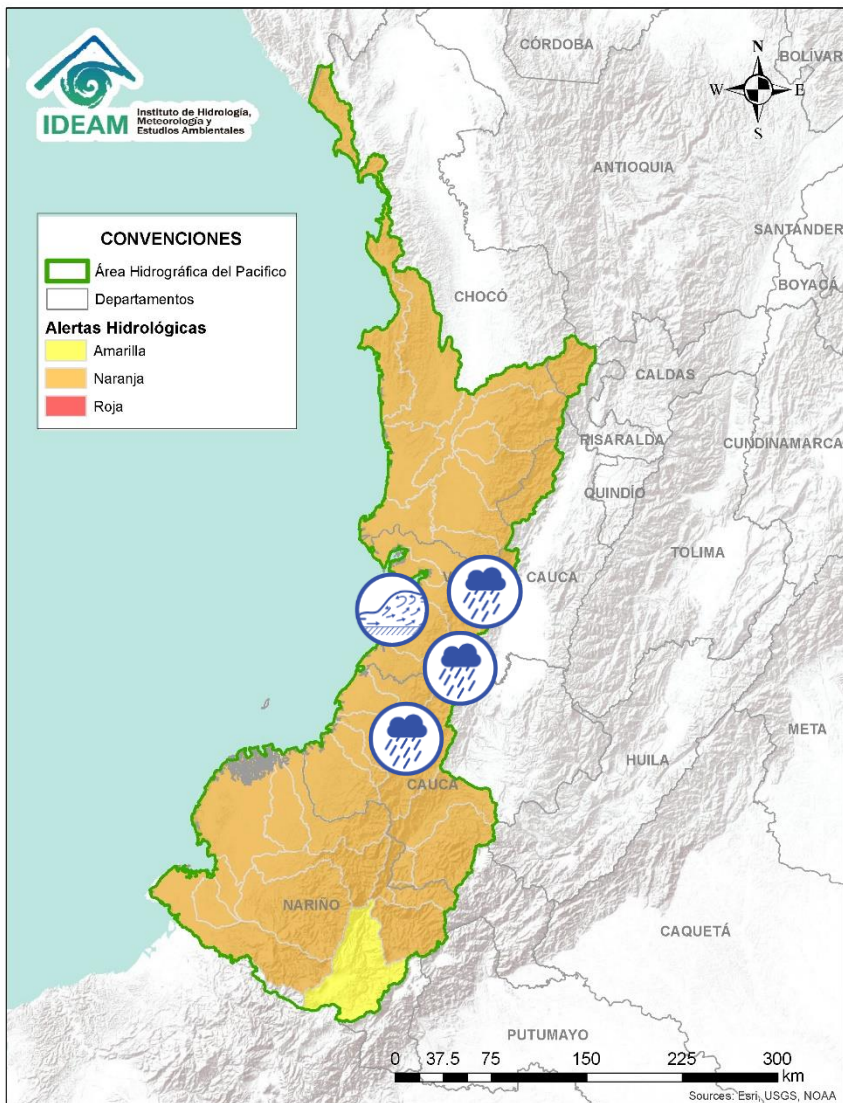 IDEAM
Instituto de Hidrología,
Meteorología y
Estudios Ambientales
CÓRDOBA
BOLÍVAR
N
W
E
S
ANTIOQUIA
SANTANDER
BOYACÁ
CONVENCIONES
Área Hidrográfica del Pacifico
Departamentos
Alertas Hidrológicas
Amarilla
Naranja
Roja
CHOCÓ
CALDAS
RISARALDA
CUNDINAMARCA
QUINDÍO
TOLIMA
CAUCA
META
HUILA
CAUCA
NARIÑO
CAQUETÁ
PUTUMAYO
0 37.5 75 150 225 300
km
Sources: Esri, USGS, NOAA